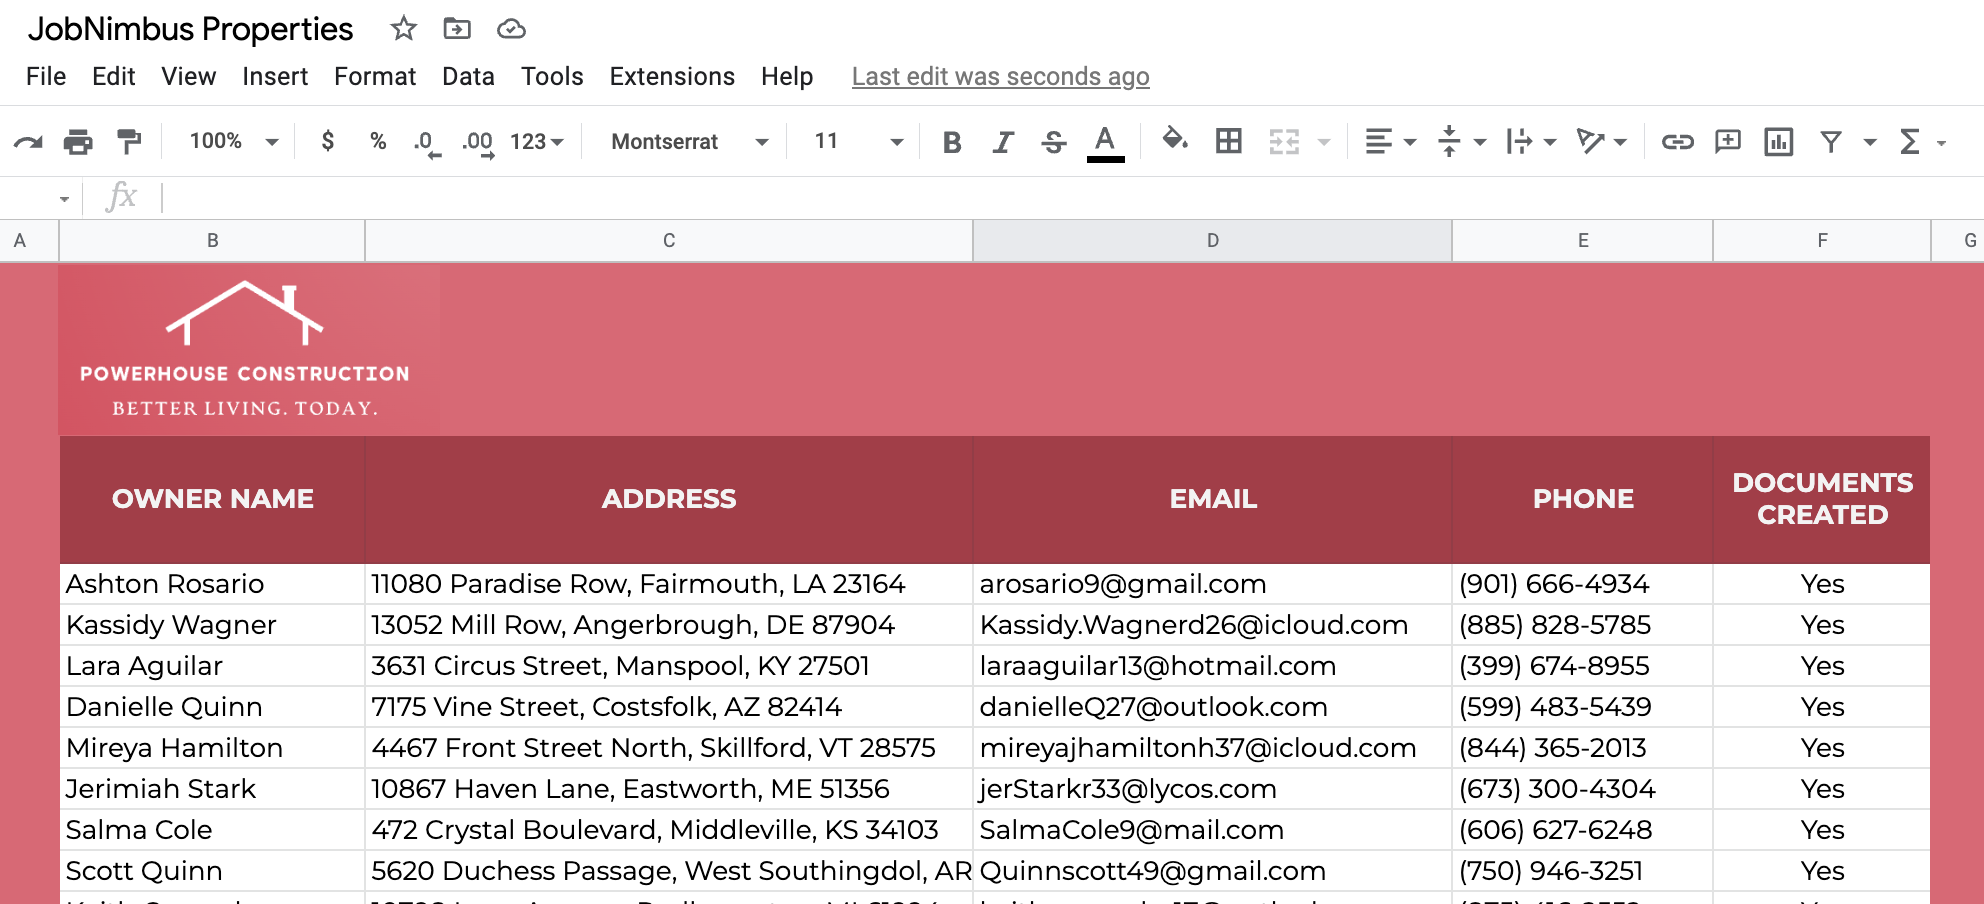 JobNimbus Properties
File Edit View Insert Format Data Tools Extensions Help Last edit was seconds ago
100% $ % .0 .00 123 Montserrat 11 B I S A Σ
fx
A B C D E F G
POWERHOUSE CONSTRUCTION
BETTER LIVING. TODAY.
OWNER NAME ADDRESS EMAIL PHONE DOCUMENTS CREATED
Ashton Rosario 11080 Paradise Row, Fairmouth, LA 23164 arosario9@gmail.com (901) 666-4934 Yes
Kassidy Wagner 13052 Mill Row, Angerbrough, DE 87904 Kassidy.Wagnerd26@icloud.com (885) 828-5785 Yes
Lara Aguilar 3631 Circus Street, Manspool, KY 27501 laraaguilar13@hotmail.com (399) 674-8955 Yes
Danielle Quinn 7175 Vine Street, Costsfolk, AZ 82414 danielleQ27@outlook.com (599) 483-5439 Yes
Mireya Hamilton 4467 Front Street North, Skillford, VT 28575 mireyajhamiltonh37@icloud.com (844) 365-2013 Yes
Jerimiah Stark 10867 Haven Lane, Eastworth, ME 51356 jerStarkr33@lycos.com (673) 300-4304 Yes
Salma Cole 472 Crystal Boulevard, Middleville, KS 34103 SalmaCole9@mail.com (606) 627-6248 Yes
Scott Quinn 5620 Duchess Passage, West Southingdol, AR Quinnscott49@gmail.com (750) 946-3251 Yes